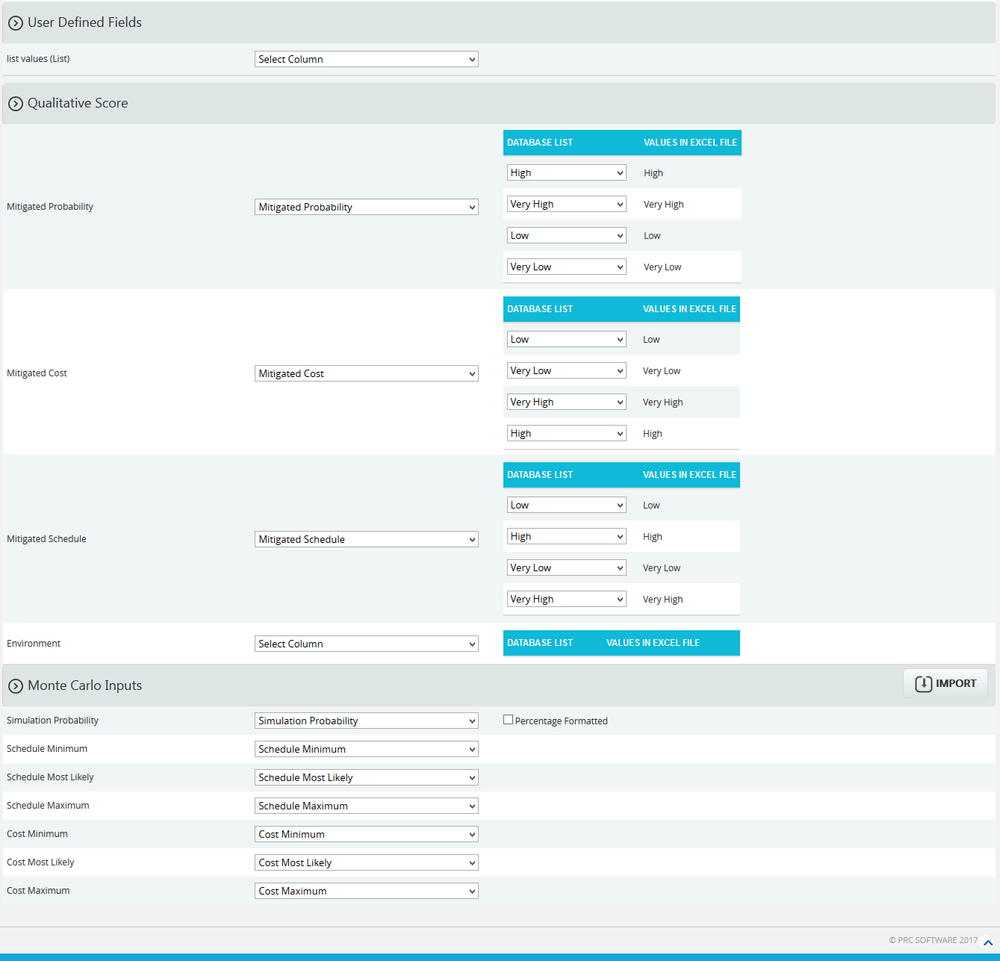 User Defined Fields
list values (List) Select Column
Qualitative Score
DATABASE LIST VALUES IN EXCEL FILE
High High
Very High Very High
Mitigated Probability Mitigated Probability
Low Low
Very Low Very Low
DATABASE LIST VALUES IN EXCEL FILE
Low Low
Very Low Very Low
Mitigated Cost Mitigated Cost
Very High Very High
High High
DATABASE LIST VALUES IN EXCEL FILE
Low Low
High High
Mitigated Schedule Mitigated Schedule
Very Low Very Low
Very High Very High
Environment Select Column DATABASE LIST VALUES IN EXCEL FILE
Monte Carlo Inputs IMPORT
Simulation Probability Simulation Probability Percentage Formatted
Schedule Minimum Schedule Minimum
Schedule Most Likely Schedule Most Likely
Schedule Maximum Schedule Maximum
Cost Minimum Cost Minimum
Cost Most Likely Cost Most Likely
Cost Maximum Cost Maximum
© PRC SOFTWARE 2017